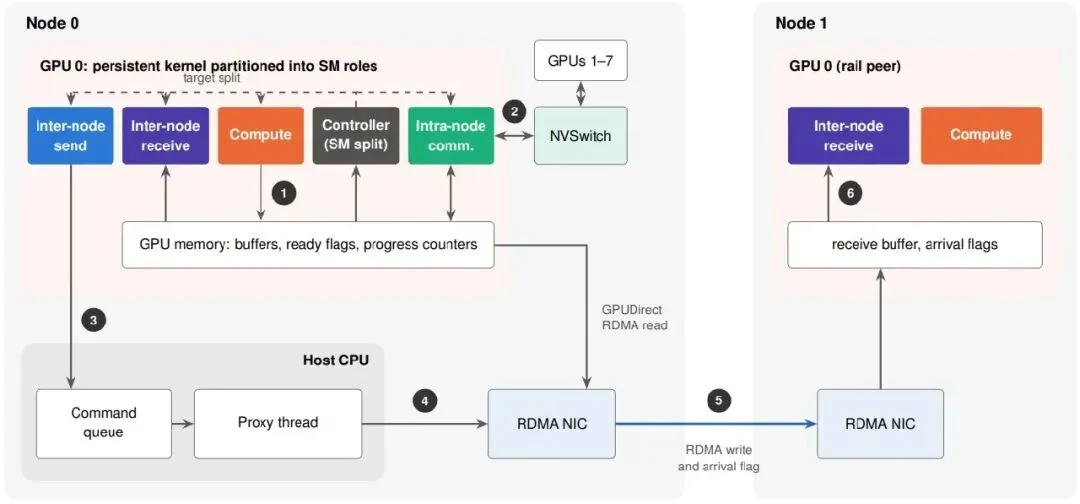 Node 0
GPU 0: persistent kernel partitioned into SM roles
target split
Inter-node
send
Inter-node
receive
Compute
Controller
(SM split)
Intra-node
comm.
2
GPUs 1–7
NVSwitch
1
GPU memory: buffers, ready flags, progress counters
3
GPUDirect
RDMA read
Host CPU
Command
queue
Proxy thread
4
RDMA NIC
5
RDMA write
and arrival flag
Node 1
GPU 0 (rail peer)
Inter-node
receive
Compute
6
receive buffer, arrival flags
RDMA NIC